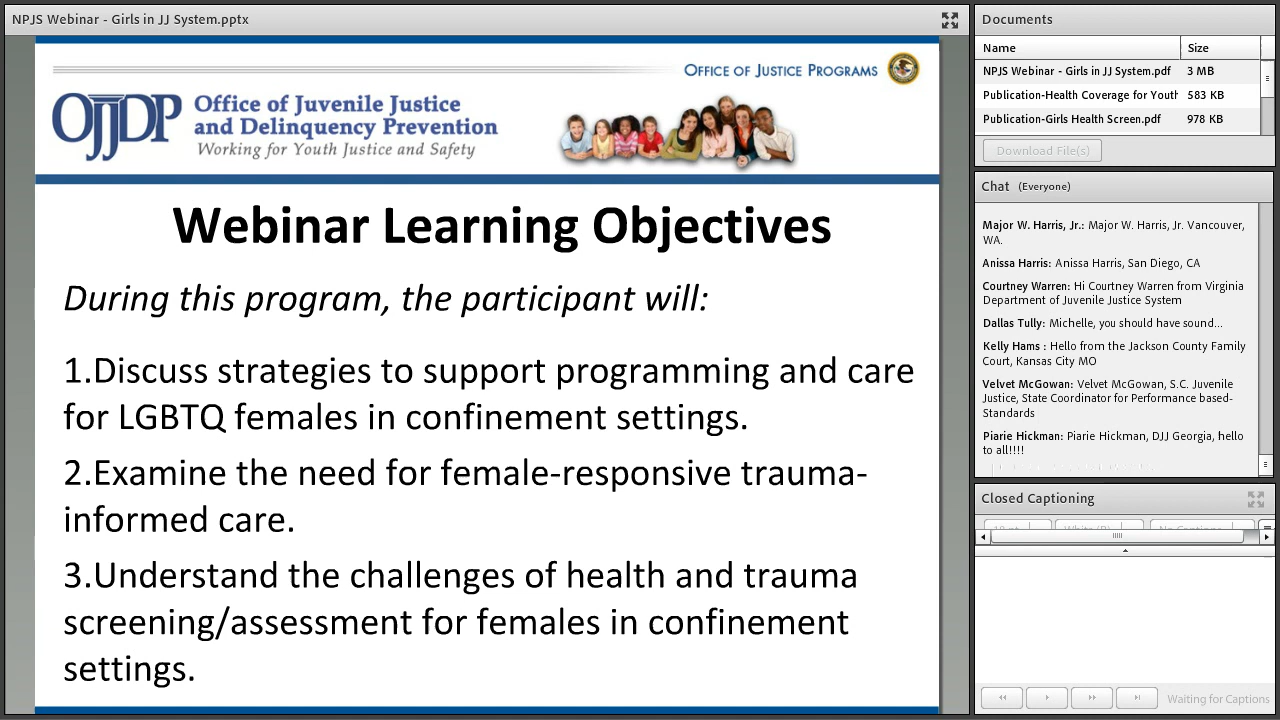 NPJS Webinar - Girls in JJ System.pptx
OFFICE OF JUSTICE PROGRAMS
OJJDP
Office of Juvenile Justice
and Delinquency Prevention
Working for Youth Justice and Safety
Webinar Learning Objectives
During this program, the participant will:
1.Discuss strategies to support programming and care
for LGBTQ females in confinement settings.
2.Examine the need for female-responsive trauma-
informed care.
3.Understand the challenges of health and trauma
screening/assessment for females in confinement
settings.
Documents
Name Size
NPJS Webinar - Girls in JJ System.pdf 3 MB
Publication-Health Coverage for Youth 583 KB
Publication-Girls Health Screen.pdf 978 KB
Download File(s)
Chat (Everyone)
Major W. Harris, Jr.: Major W. Harris, Jr. Vancouver,
WA.
Anissa Harris: Anissa Harris, San Diego, CA
Courtney Warren: Hi Courtney Warren from Virginia
Department of Juvenile Justice System
Dallas Tully: Michelle, you should have sound...
Kelly Hams : Hello from the Jackson County Family
Court, Kansas City MO
Velvet McGowan: Velvet McGowan, S.C. Juvenile
Justice, State Coordinator for Performance based-
Standards
Piarie Hickman: Piarie Hickman, DJJ Georgia, hello
to all!!!!
Closed Captioning
Waiting for Captions